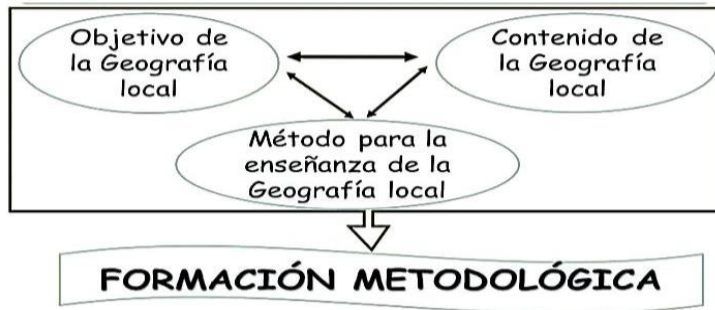 Objetivo de
la Geografía
local
Contenido de
la Geografía
local
Método para la
enseñanza de la
Geografía local
FORMACIÓN METODOLÓGICA